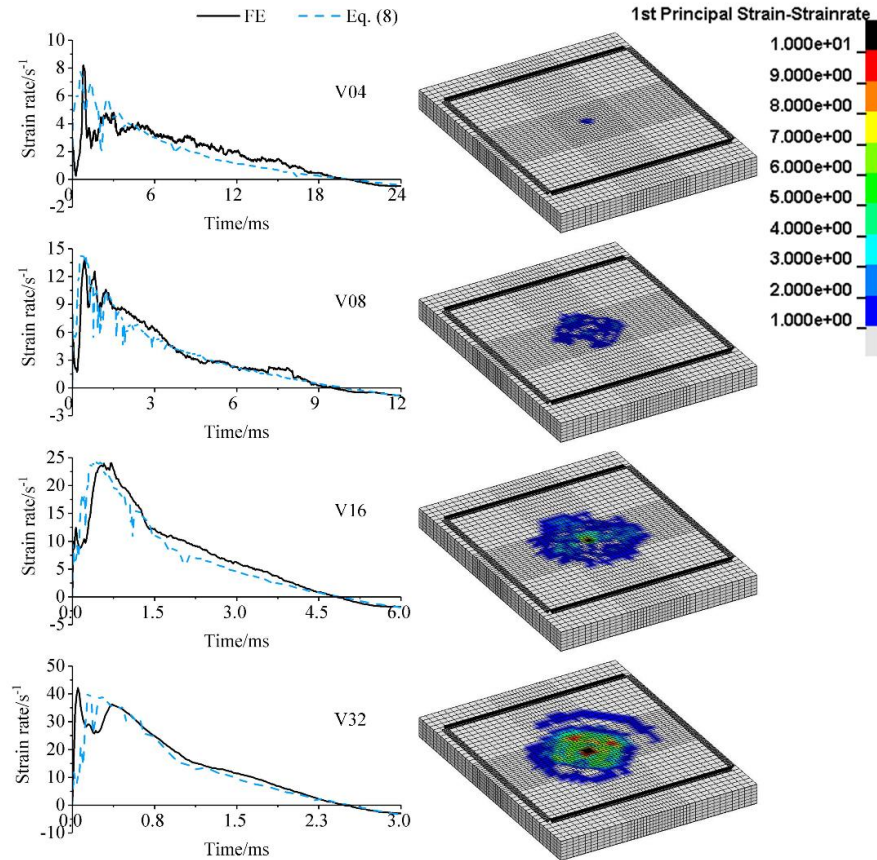 FE
Eq. (8)
1st Principal Strain-Strainrate
1.000e+01
9.000e+00
8.000e+00
7.000e+00
6.000e+00
5.000e+00
4.000e+00
3.000e+00
2.000e+00
1.000e+00
V04
Strain rate/s⁻¹
10
8
6
4
2
0
-2
0
6
12
18
24
Time/ms
V08
Strain rate/s⁻¹
15
12
9
6
3
0
-3
0
3
6
9
12
Time/ms
V16
Strain rate/s⁻¹
25
20
15
10
5
0
-5
0.0
1.5
3.0
4.5
6.0
Time/ms
V32
Strain rate/s⁻¹
50
40
30
20
10
0
-10
0.0
0.8
1.5
2.3
3.0
Time/ms